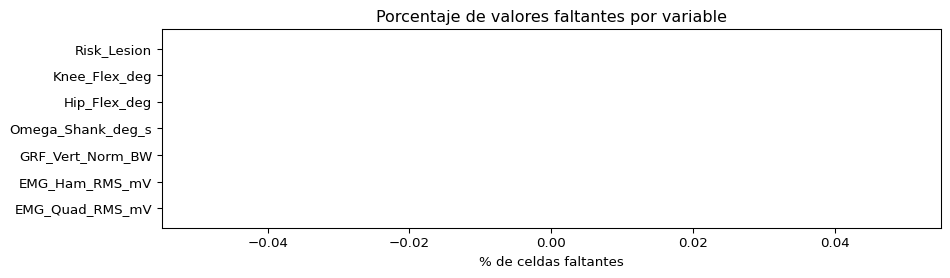 Porcentaje de valores faltantes por variable
Risk_Lesion
Knee_Flex_deg
Hip_Flex_deg
Omega_Shank_deg_s
GRF_Vert_Norm_BW
EMG_Ham_RMS_mV
EMG_Quad_RMS_mV
−0.04 −0.02 0.00 0.02 0.04
% de celdas faltantes